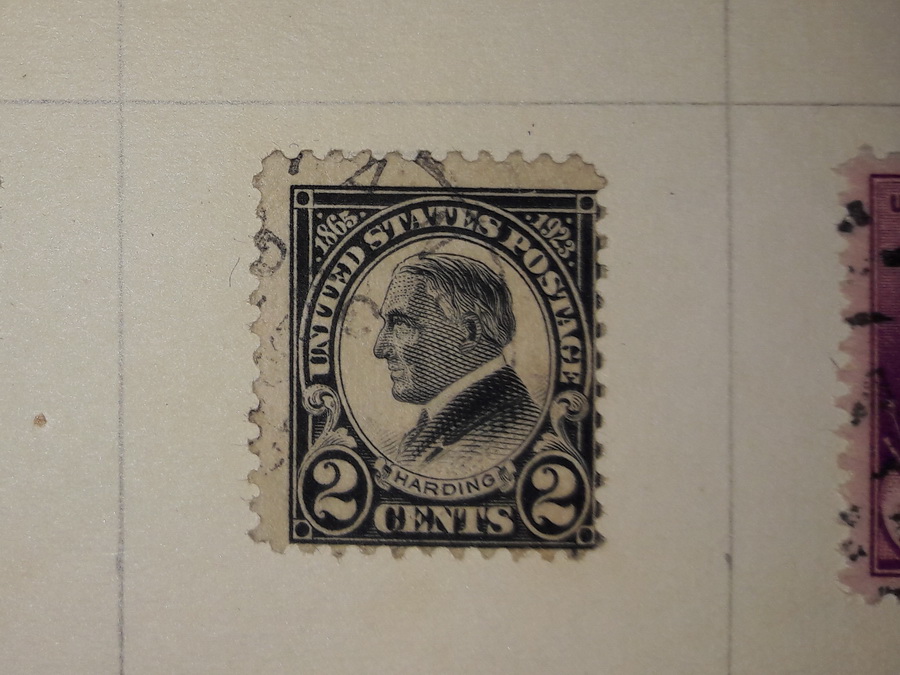 1865 1923
UNITED STATES POSTAGE
HARDING
2 CENTS 2